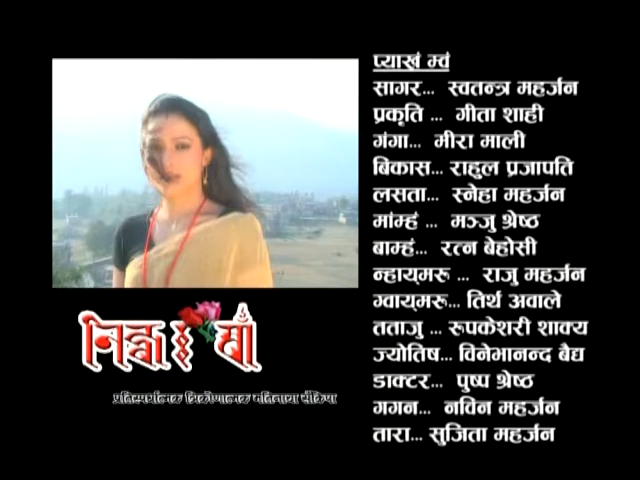 प्याखं म्वं
सागर... स्वतन्त्र महर्जन
प्रकृति ... गीता शाही
गंगा... मीरा माली
बिकास... राहुल प्रजापति
लसता... स्नेहा महर्जन
मांम्हं ... मञ्जु श्रेष्ठ
बाम्हं... रत्न बेहोसी
न्हाय्मरू ... राजु महर्जन
ग्वाय्मरू... तिर्थ अवाले
तताजु ... रूपकेशरी शाक्य
ज्योतिष... विनेभानन्द बैद्य
डाक्टर... पुष्प श्रेष्ठ
गगन... नविन महर्जन
तारा... सुजिता महर्जन